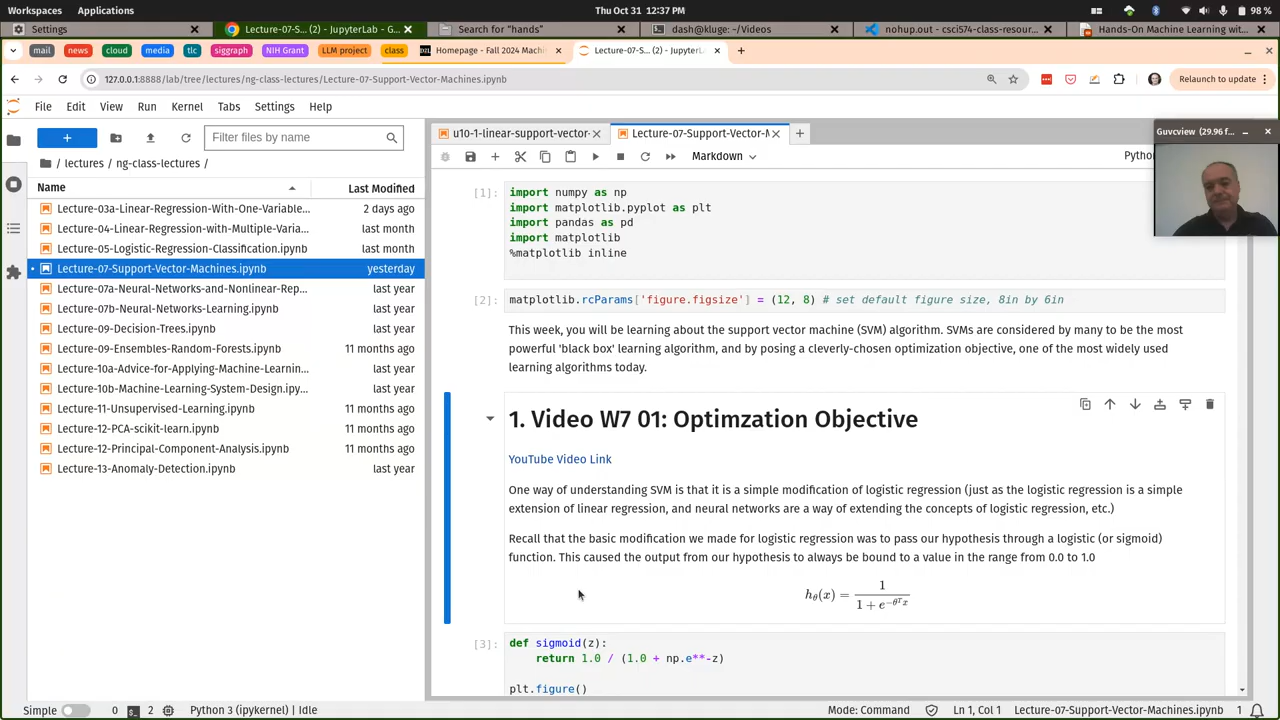 Workspaces Applications Thu Oct 31 12:37 PM 98 %
Settings Lecture-07-S... (2) - JupyterLab - G... Search for "hands" dash@kluge: ~/Videos nohup.out - csci574-class-resour... Hands-On Machine Learning wit...
mail news cloud media tlc siggraph NIH Grant LLM project class Homepage - Fall 2024 Machin Lecture-07-S... (2) - JupyterL
127.0.0.1:8888/lab/tree/lectures/ng-class-lectures/Lecture-07-Support-Vector-Machines.ipynb Relaunch to update
File Edit View Run Kernel Tabs Settings Help
Filter files by name
u10-1-linear-support-vector- Lecture-07-Support-Vector-M
Guvcview (29.96 f...
Markdown
Python
/ lectures / ng-class-lectures /
Name Last Modified
Lecture-03a-Linear-Regression-With-One-Variable... 2 days ago
Lecture-04-Linear-Regression-with-Multiple-Varia... last month
Lecture-05-Logistic-Regression-Classification.ipynb last month
Lecture-07-Support-Vector-Machines.ipynb yesterday
Lecture-07a-Neural-Networks-and-Nonlinear-Rep... last year
Lecture-07b-Neural-Networks-Learning.ipynb last year
Lecture-09-Decision-Trees.ipynb last year
Lecture-09-Ensembles-Random-Forests.ipynb 11 months ago
Lecture-10a-Advice-for-Applying-Machine-Learnin... last year
Lecture-10b-Machine-Learning-System-Design.ipy... last year
Lecture-11-Unsupervised-Learning.ipynb 11 months ago
Lecture-12-PCA-scikit-learn.ipynb 11 months ago
Lecture-12-Principal-Component-Analysis.ipynb 11 months ago
Lecture-13-Anomaly-Detection.ipynb last year
[1]: import numpy as np
import matplotlib.pyplot as plt
import pandas as pd
import matplotlib
%matplotlib inline
[2]: matplotlib.rcParams['figure.figsize'] = (12, 8) # set default figure size, 8in by 6in
This week, you will be learning about the support vector machine (SVM) algorithm. SVMs are considered by many to be the most
powerful 'black box' learning algorithm, and by posing a cleverly-chosen optimization objective, one of the most widely used
learning algorithms today.
1. Video W7 01: Optimzation Objective
YouTube Video Link
One way of understanding SVM is that it is a simple modification of logistic regression (just as the logistic regression is a simple
extension of linear regression, and neural networks are a way of extending the concepts of logistic regression, etc.)
Recall that the basic modification we made for logistic regression was to pass our hypothesis through a logistic (or sigmoid)
function. This caused the output from our hypothesis to always be bound to a value in the range from 0.0 to 1.0
hθ(x) = 1 / (1 + e^(-θ^T x))
[3]: def sigmoid(z):
return 1.0 / (1.0 + np.e**-z)
plt.figure()
Simple 0 2 Python 3 (ipykernel) | Idle Mode: Command Ln 1, Col 1 Lecture-07-Support-Vector-Machines.ipynb 1